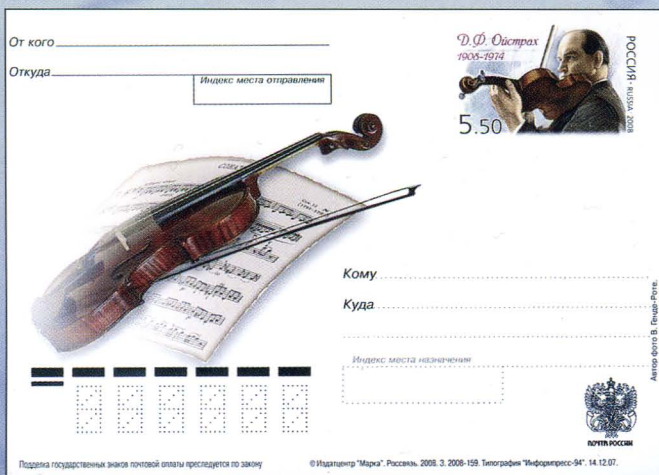 От кого
Откуда
Индекс места отправления
Д.Ф. Ойстрах
1908-1974
РОССИЯ · RUSSIA 2008
5.50
СОНАТА
Кому
Куда
Индекс места назначения
Автор фото В. Генде-Роте.
ПОЧТА РОССИИ
Подделка государственных знаков почтовой оплаты преследуется по закону
©Издатцентр "Марка". Россвязь. 2008. З. 2008-159. Типография "Информпресс-94". 14.12.07.